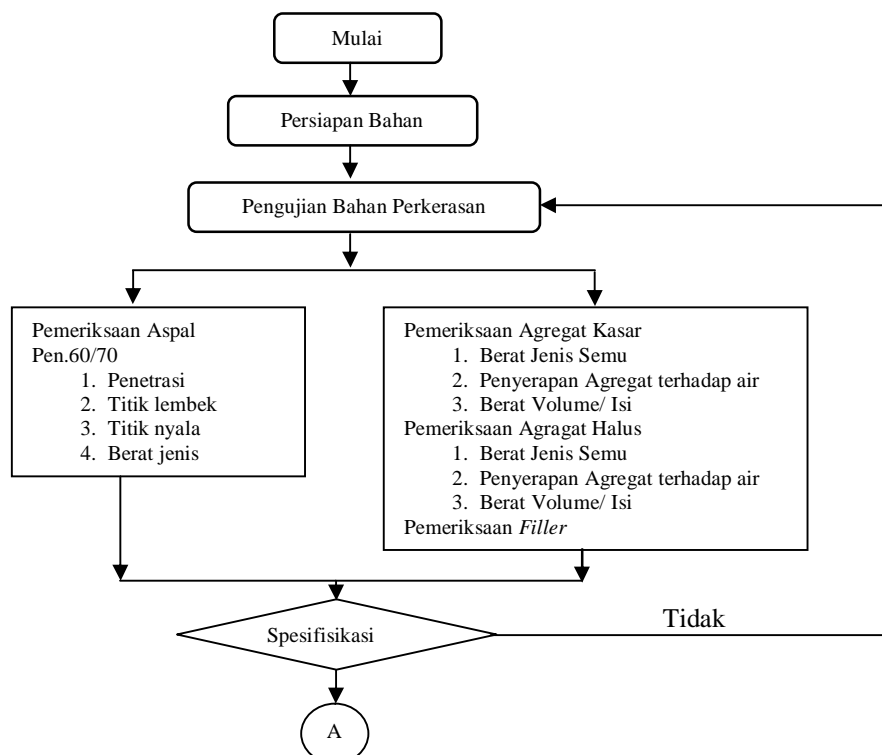 Mulai
Persiapan Bahan
Pengujian Bahan Perkerasan
Pemeriksaan Aspal
Pen.60/70
1. Penetrasi
2. Titik lembek
3. Titik nyala
4. Berat jenis
Pemeriksaan Agregat Kasar
1. Berat Jenis Semu
2. Penyerapan Agregat terhadap air
3. Berat Volume/ Isi
Pemeriksaan Agragat Halus
1. Berat Jenis Semu
2. Penyerapan Agregat terhadap air
3. Berat Volume/ Isi
Pemeriksaan Filler
Spesifisikasi
Tidak
A